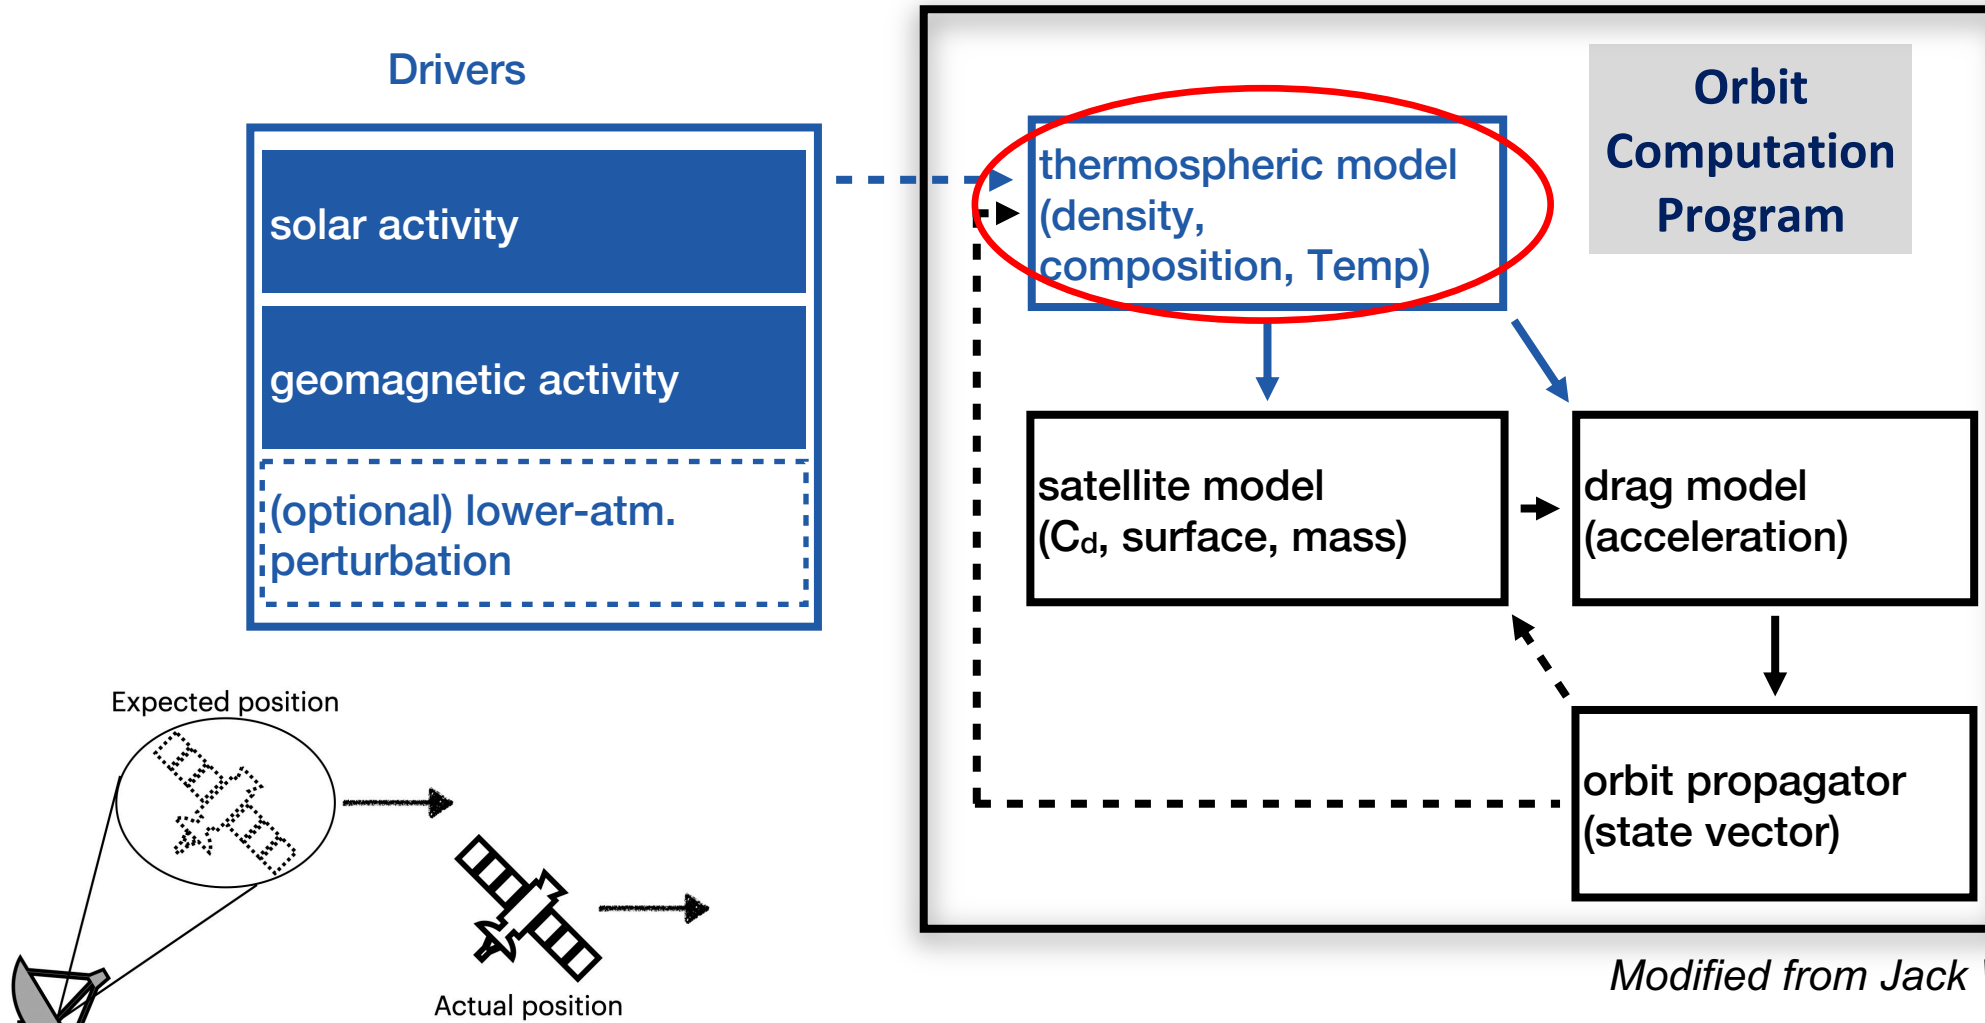 Drivers
solar activity
geomagnetic activity
(optional) lower-atm.
perturbation
Orbit
Computation
Program
thermospheric model
(density,
composition, Temp)
satellite model
(Cd, surface, mass)
drag model
(acceleration)
orbit propagator
(state vector)
Expected position
Actual position
Modified from Jack